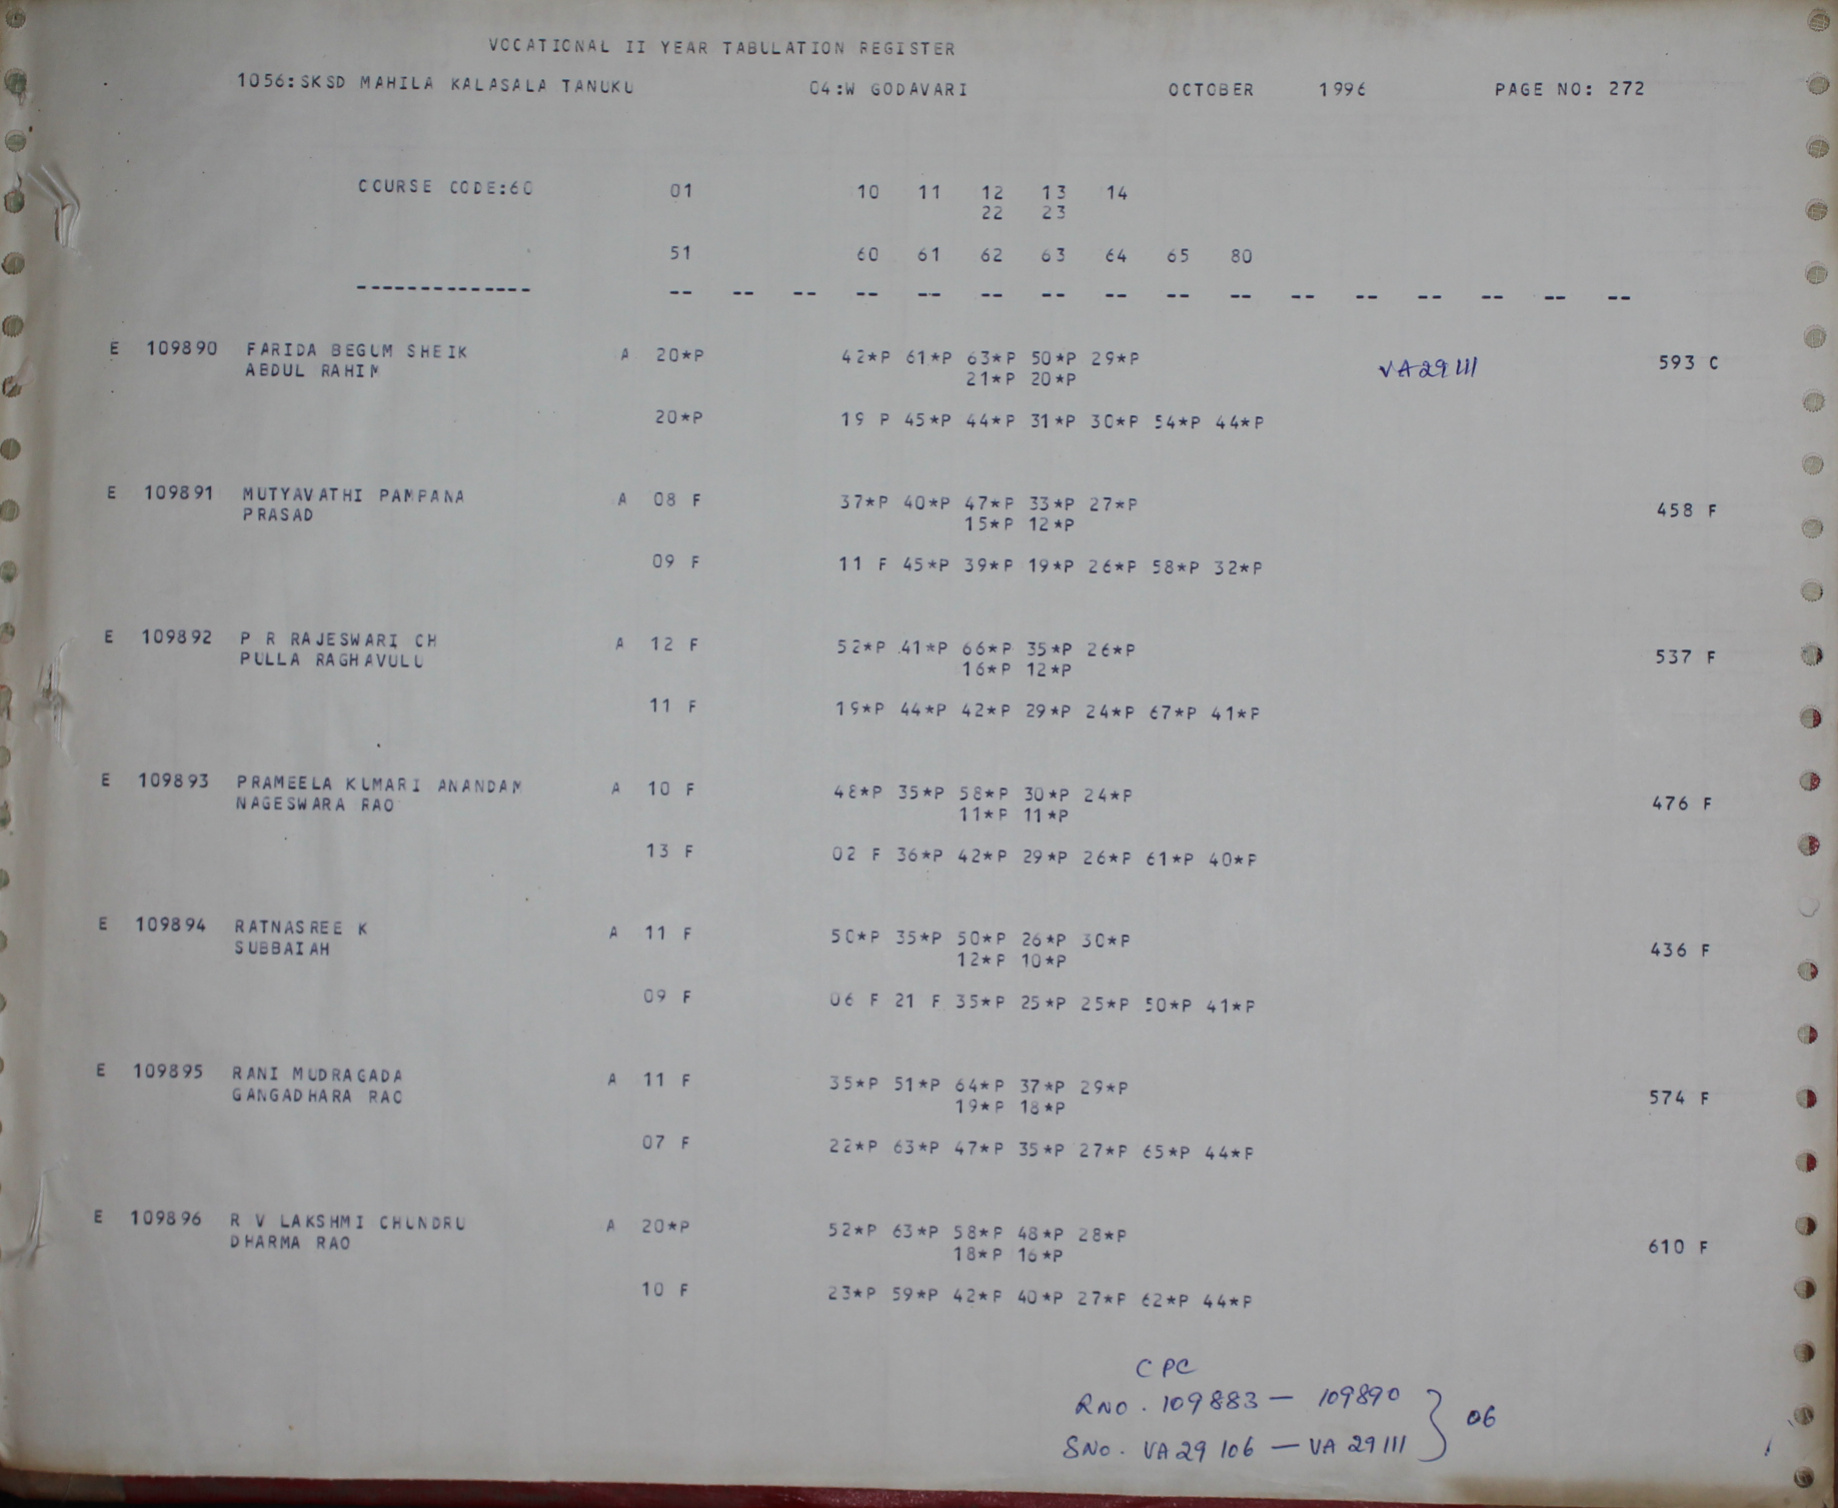 VOCATIONAL II YEAR TABULATION REGISTER
1056:SKSD MAHILA KALASALA TANUKU 04:W GODAVARI OCTOBER 1996 PAGE NO: 272
COURSE CODE:60 01 10 11 12 13 14
22 23
51 60 61 62 63 64 65 80
-------------- -- -- -- -- -- -- -- -- -- -- -- -- -- -- -- --
E 109890 FARIDA BEGUM SHEIK A 20*P 42*P 61*P 63*P 50*P 29*P VA29111 593 C
ABDUL RAHIM 21*P 20*P
20*P 19 P 45*P 44*P 31*P 30*P 54*P 44*P
E 109891 MUTYAVATHI PAMPANA A 08 F 37*P 40*P 47*P 33*P 27*P 458 F
PRASAD 15*P 12*P
09 F 11 F 45*P 39*P 19*P 26*P 58*P 32*P
E 109892 P R RAJESWARI CH A 12 F 52*P 41*P 66*P 35*P 26*P 537 F
PULLA RAGHAVULU 16*P 12*P
11 F 19*P 44*P 42*P 29*P 24*P 67*P 41*P
E 109893 PRAMEELA KUMARI ANANDAM A 10 F 48*P 35*P 58*P 30*P 24*P 476 F
NAGESWARA RAO 11*P 11*P
13 F 02 F 36*P 42*P 29*P 26*P 61*P 40*P
E 109894 RATNASREE K A 11 F 50*P 35*P 50*P 26*P 30*P 436 F
SUBBAIAH 12*P 10*P
09 F 06 F 21 F 35*P 25*P 25*P 50*P 41*P
E 109895 RANI MUDRAGADA A 11 F 35*P 51*P 64*P 37*P 29*P 574 F
GANGADHARA RAO 19*P 18*P
07 F 22*P 63*P 47*P 35*P 27*P 65*P 44*P
E 109896 R V LAKSHMI CHUNDRU A 20*P 52*P 63*P 58*P 48*P 28*P 610 F
DHARMA RAO 18*P 16*P
10 F 23*P 59*P 42*P 40*P 27*P 62*P 44*P
CPC
RNO. 109883 - 109890
06
SNO. VA 29106 - VA 29111